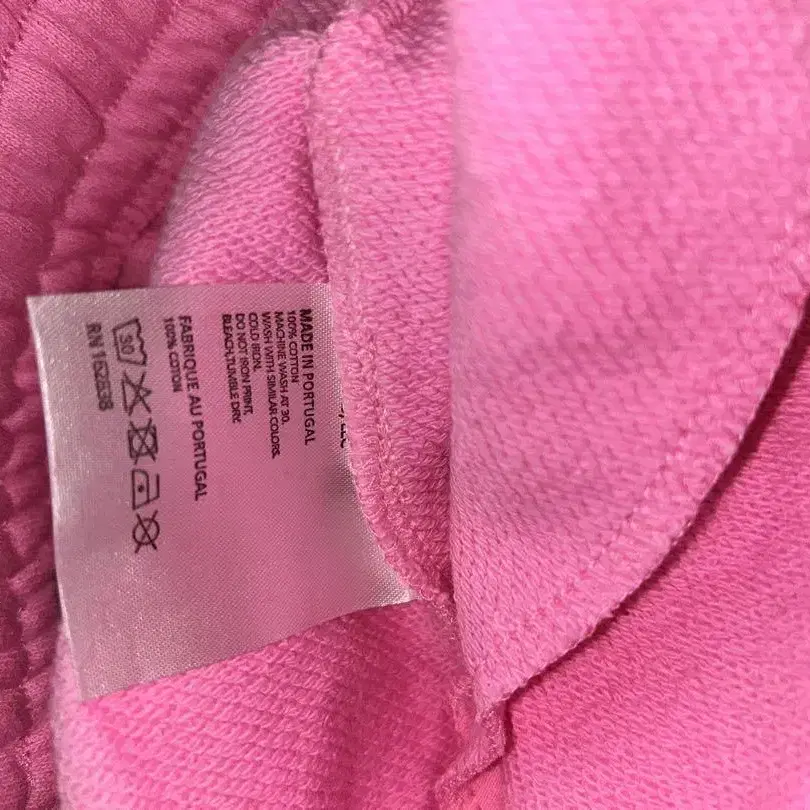 LLC
MADE IN PORTUGAL
100% COTTON
MACHINE WASH AT 30.
WASH WITH SIMILAR COLORS.
COLD IRON.
DO NOT IRON PRINT,
BLEACH,TUMBLE DRY.
FABRIQUE AU PORTUGAL
100% COTON
30